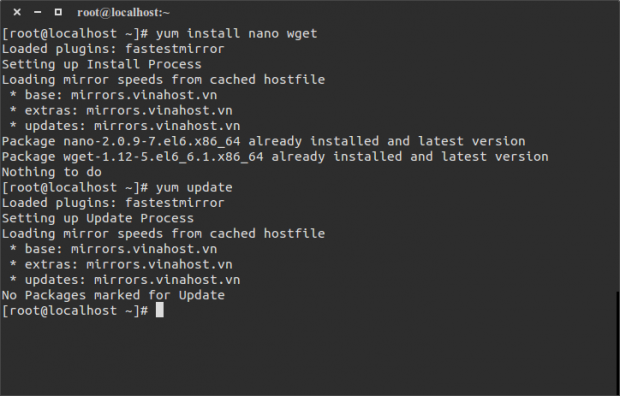 root@localhost:~
[root@localhost ~]# yum install nano wget
Loaded plugins: fastestmirror
Setting up Install Process
Loading mirror speeds from cached hostfile
 * base: mirrors.vinahost.vn
 * extras: mirrors.vinahost.vn
 * updates: mirrors.vinahost.vn
Package nano-2.0.9-7.el6.x86_64 already installed and latest version
Package wget-1.12-5.el6_6.1.x86_64 already installed and latest version
Nothing to do
[root@localhost ~]# yum update
Loaded plugins: fastestmirror
Setting up Update Process
Loading mirror speeds from cached hostfile
 * base: mirrors.vinahost.vn
 * extras: mirrors.vinahost.vn
 * updates: mirrors.vinahost.vn
No Packages marked for Update
[root@localhost ~]#